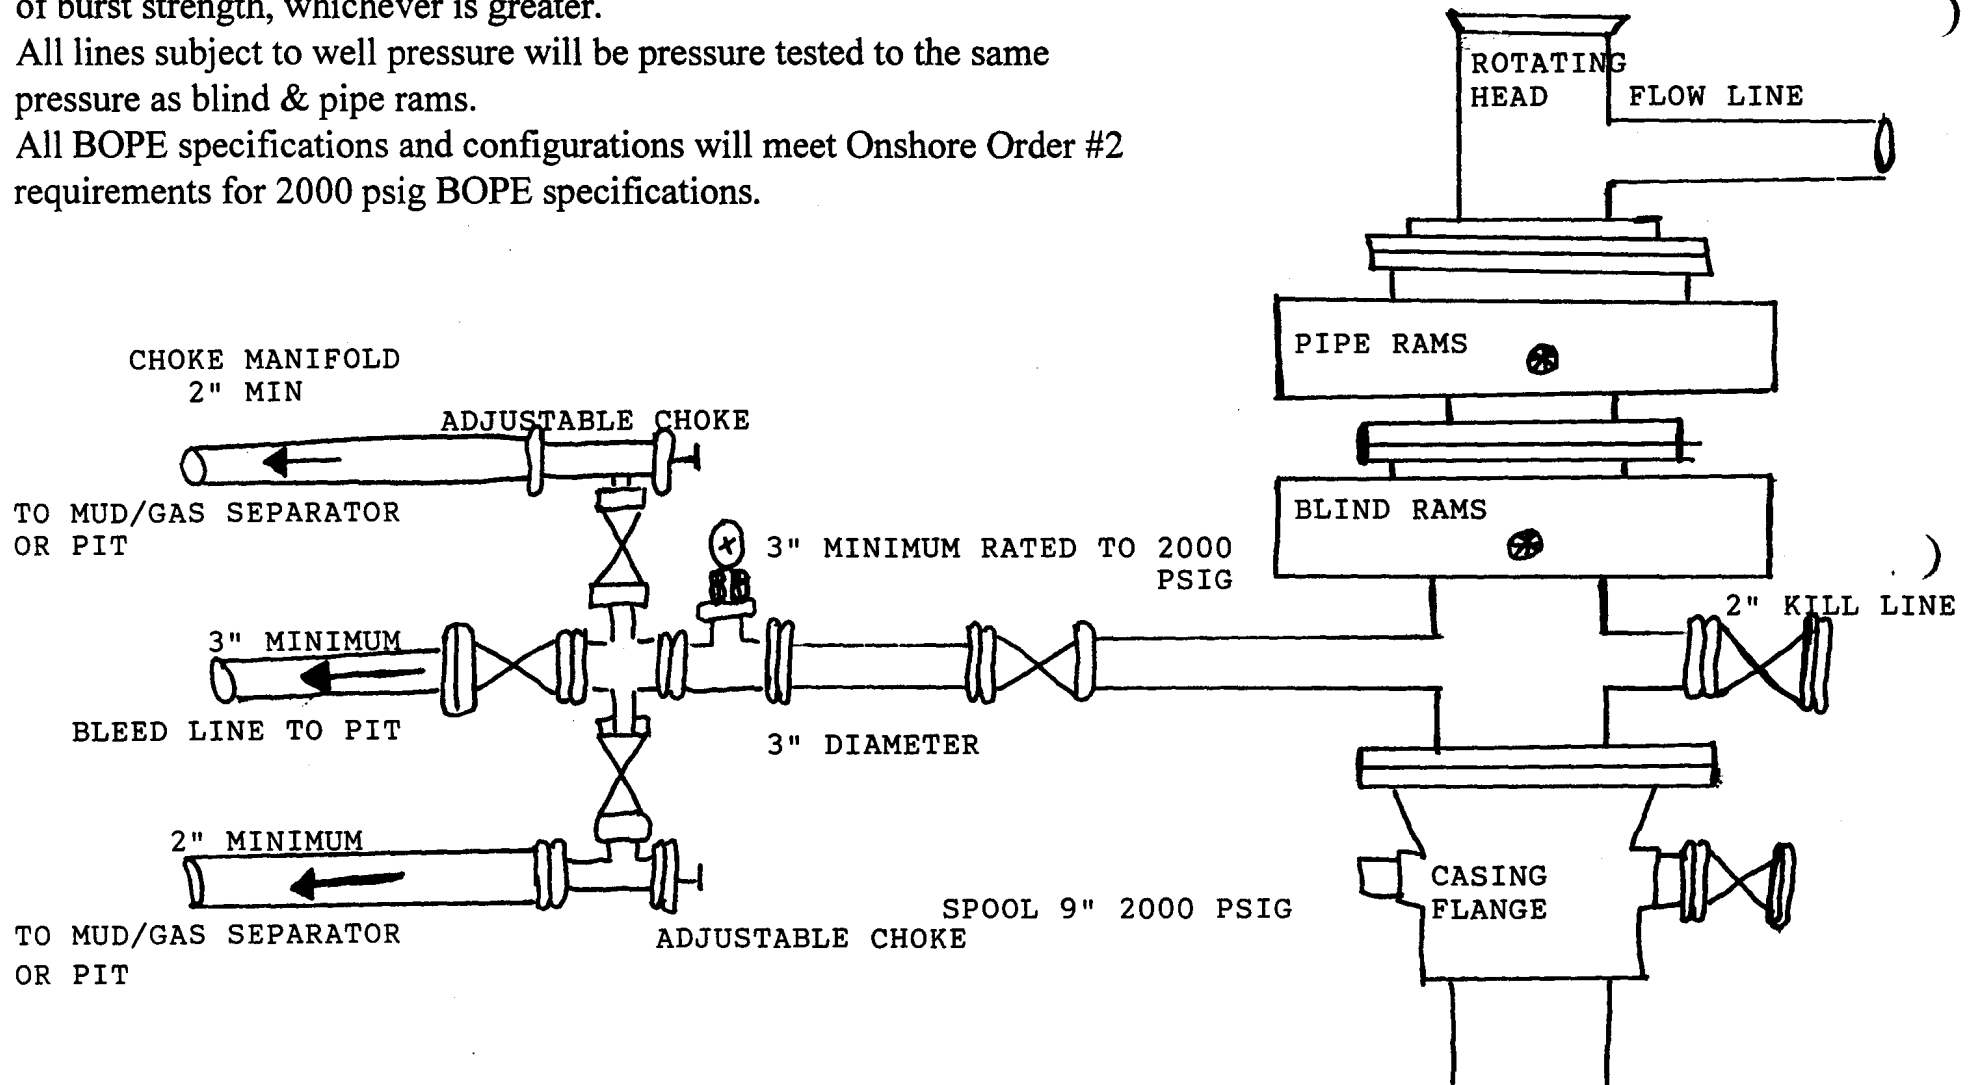 of burst strength, whichever is greater.
All lines subject to well pressure will be pressure tested to the same
pressure as blind & pipe rams.
All BOPE specifications and configurations will meet Onshore Order #2
requirements for 2000 psig BOPE specifications.
ROTATING
HEAD
FLOW LINE
PIPE RAMS
BLIND RAMS
CHOKE MANIFOLD
2" MIN
ADJUSTABLE CHOKE
TO MUD/GAS SEPARATOR
OR PIT
3" MINIMUM RATED TO 2000
PSIG
2" KILL LINE
3" MINIMUM
BLEED LINE TO PIT
3" DIAMETER
2" MINIMUM
TO MUD/GAS SEPARATOR
OR PIT
ADJUSTABLE CHOKE
SPOOL 9" 2000 PSIG
CASING
FLANGE